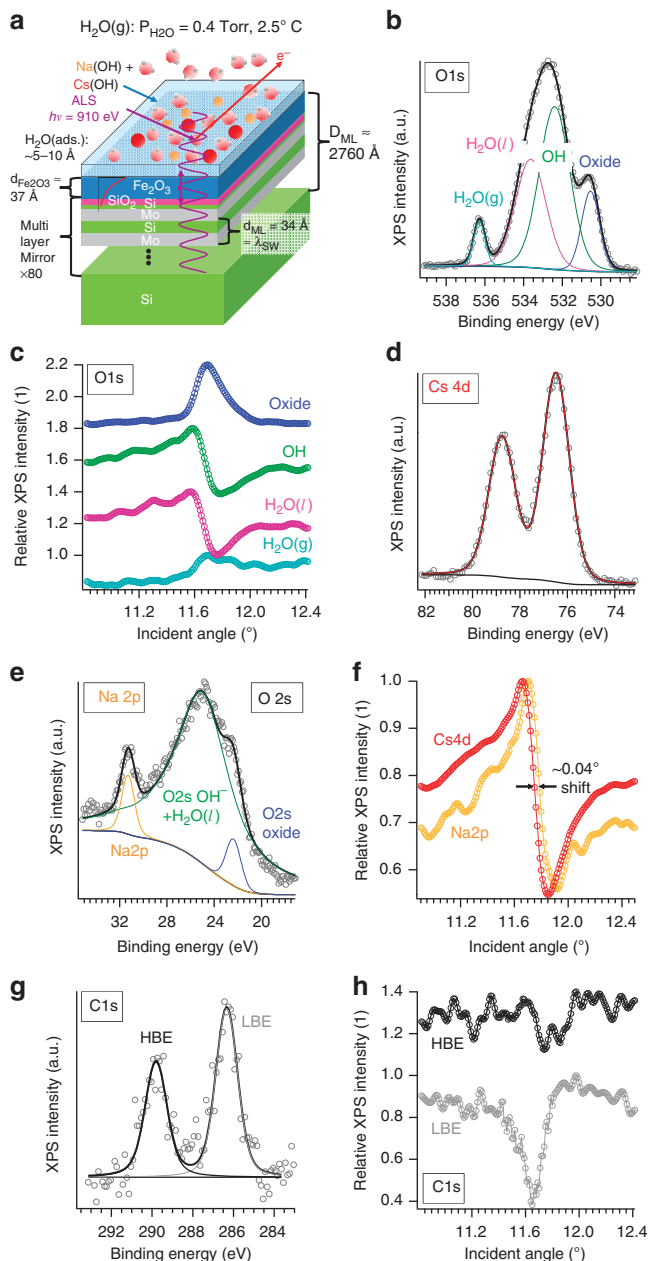 a
H₂O(g): P_H2O = 0.4 Torr, 2.5° C
Na(OH) +
Cs(OH)
ALS
hν = 910 eV
e⁻
H₂O(ads.):
~5–10 Å
D_ML ≈
2760 Å
d_Fe2O3 ≈
37 Å
Fe₂O₃
SiO₂
Si
Mo
Si
Mo
d_ML = 34 Å
= λ_SW
Multi
layer
Mirror
×80
Si
b
O1s
H₂O(l)
OH
Oxide
H₂O(g)
XPS intensity (a.u.)
538 536 534 532 530
Binding energy (eV)
c
O1s
2.2
2.0
1.8
1.6
1.4
1.2
1.0
Oxide
OH
H₂O(l)
H₂O(g)
Relative XPS intensity (1)
11.2 11.6 12.0 12.4
Incident angle (°)
d
Cs 4d
XPS intensity (a.u.)
82 80 78 76 74
Binding energy (eV)
e
Na 2p
O 2s
O2s OH⁻
+H₂O(l)
O2s
oxide
Na2p
XPS intensity (a.u.)
32 28 24 20
Binding energy (eV)
f
1.0
0.9
0.8
0.7
0.6
Cs4d
~0.04°
shift
Na2p
Relative XPS intensity (1)
11.2 11.6 12.0 12.4
Incident angle (°)
g
C1s
HBE
LBE
XPS intensity (a.u.)
292 290 288 286 284
Binding energy (eV)
h
1.4
1.2
1.0
0.8
0.6
0.4
HBE
LBE
C1s
Relative XPS intensity (1)
11.2 11.6 12.0 12.4
Incident angle (°)